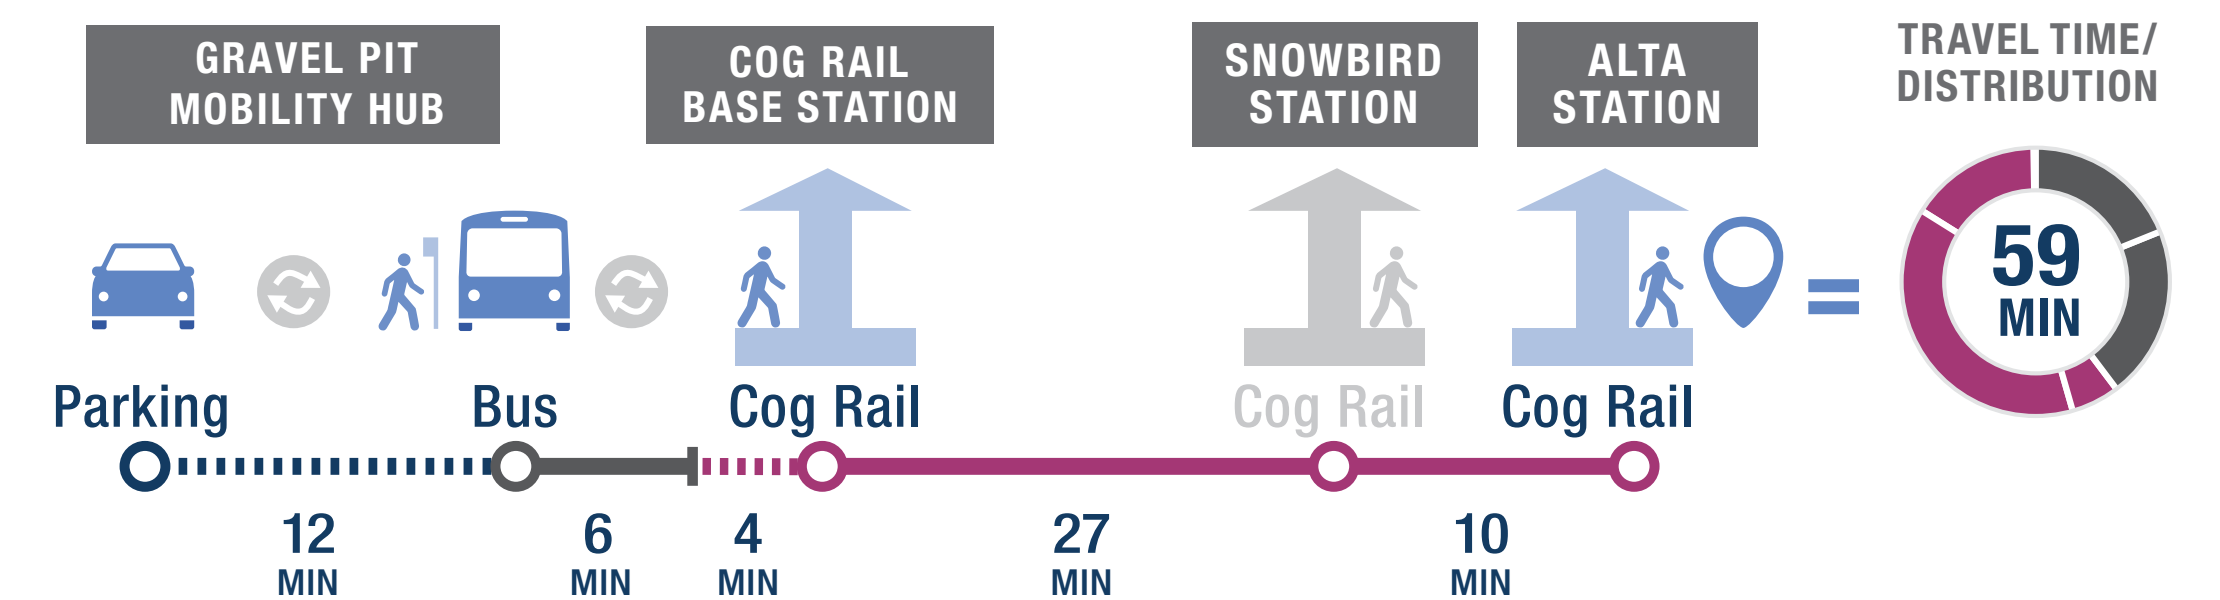 GRAVEL PIT
MOBILITY HUB
COG RAIL
BASE STATION
SNOWBIRD
STATION
ALTA
STATION
TRAVEL TIME/
DISTRIBUTION
59
MIN
Parking
Bus
Cog Rail
Cog Rail
Cog Rail
12
MIN
6
MIN
4
MIN
27
MIN
10
MIN